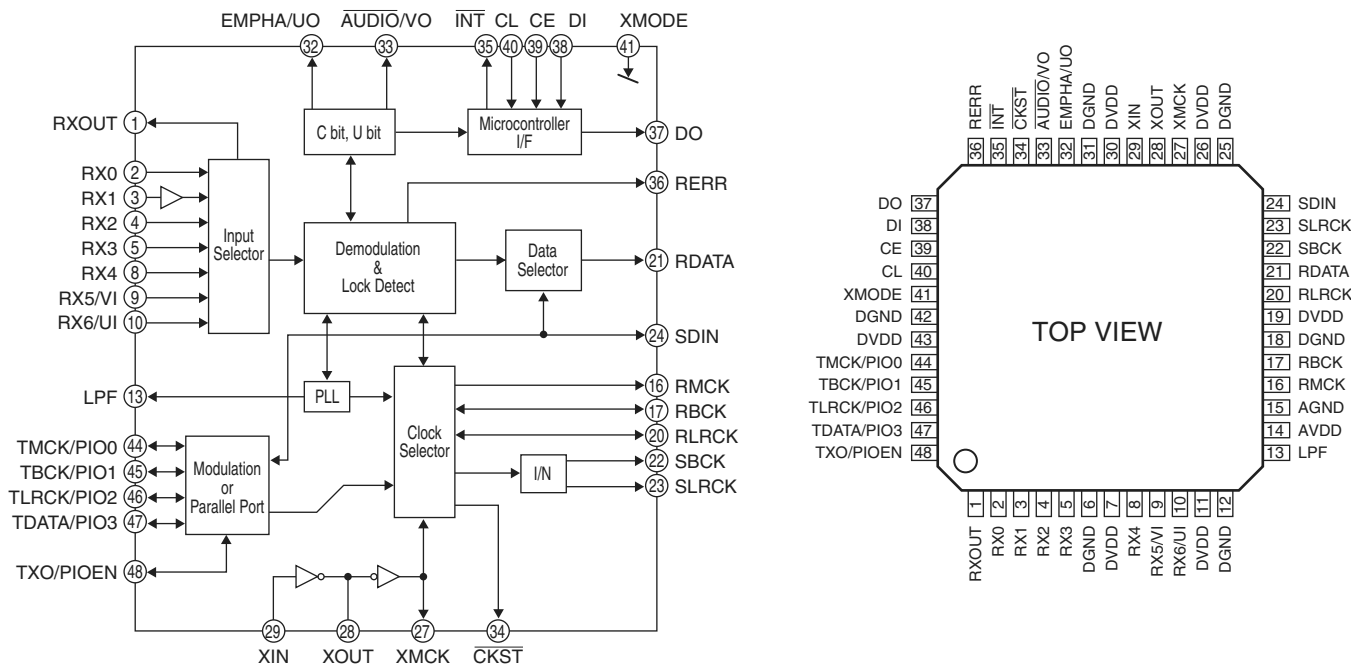 EMPHA/UO
AUDIO/VO
INT
CL
CE
DI
XMODE
32
33
35
40
39
38
41
RXOUT
1
RX0
2
RX1
3
RX2
4
RX3
5
RX4
8
RX5/VI
9
RX6/UI
10
LPF
13
TMCK/PIO0
44
TBCK/PIO1
45
TLRCK/PIO2
46
TDATA/PIO3
47
TXO/PIOEN
48
C bit, U bit
Microcontroller
I/F
Input
Selector
Demodulation
&
Lock Detect
Data
Selector
PLL
Clock
Selector
Modulation
or
Parallel Port
I/N
37
DO
36
RERR
21
RDATA
24
SDIN
16
RMCK
17
RBCK
20
RLRCK
22
SBCK
23
SLRCK
29
28
27
34
XIN
XOUT
XMCK
CKST
RERR
INT
CKST
AUDIO/VO
EMPHA/UO
DGND
DVDD
XIN
XOUT
XMCK
DVDD
DGND
36
35
34
33
32
31
30
29
28
27
26
25
DO 37
DI 38
CE 39
CL 40
XMODE 41
DGND 42
DVDD 43
TMCK/PIO0 44
TBCK/PIO1 45
TLRCK/PIO2 46
TDATA/PIO3 47
TXO/PIOEN 48
TOP VIEW
24 SDIN
23 SLRCK
22 SBCK
21 RDATA
20 RLRCK
19 DVDD
18 DGND
17 RBCK
16 RMCK
15 AGND
14 AVDD
13 LPF
1
2
3
4
5
6
7
8
9
10
11
12
RXOUT
RX0
RX1
RX2
RX3
DGND
DVDD
RX4
RX5/VI
RX6/UI
DVDD
DGND